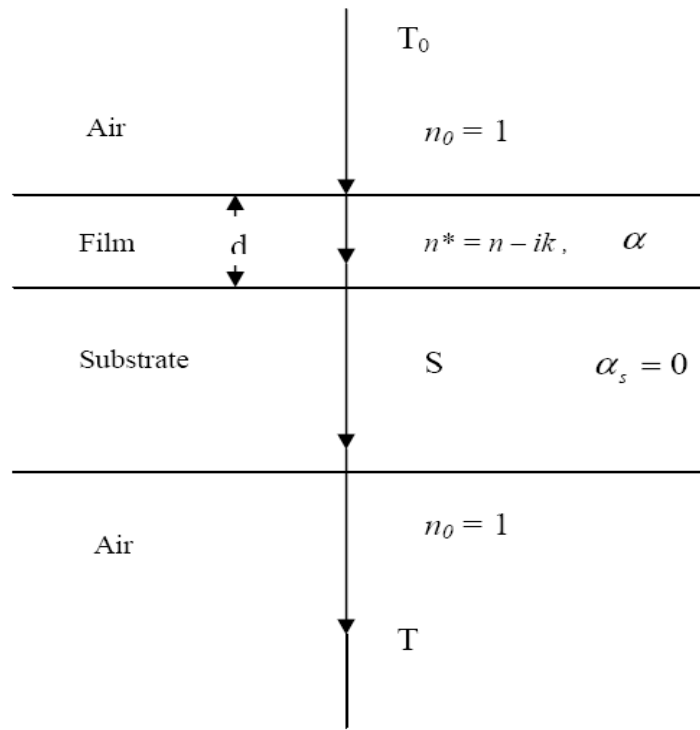 T₀
Air n₀ = 1
Film d n* = n – ik , α
Substrate S αₛ = 0
Air n₀ = 1
T